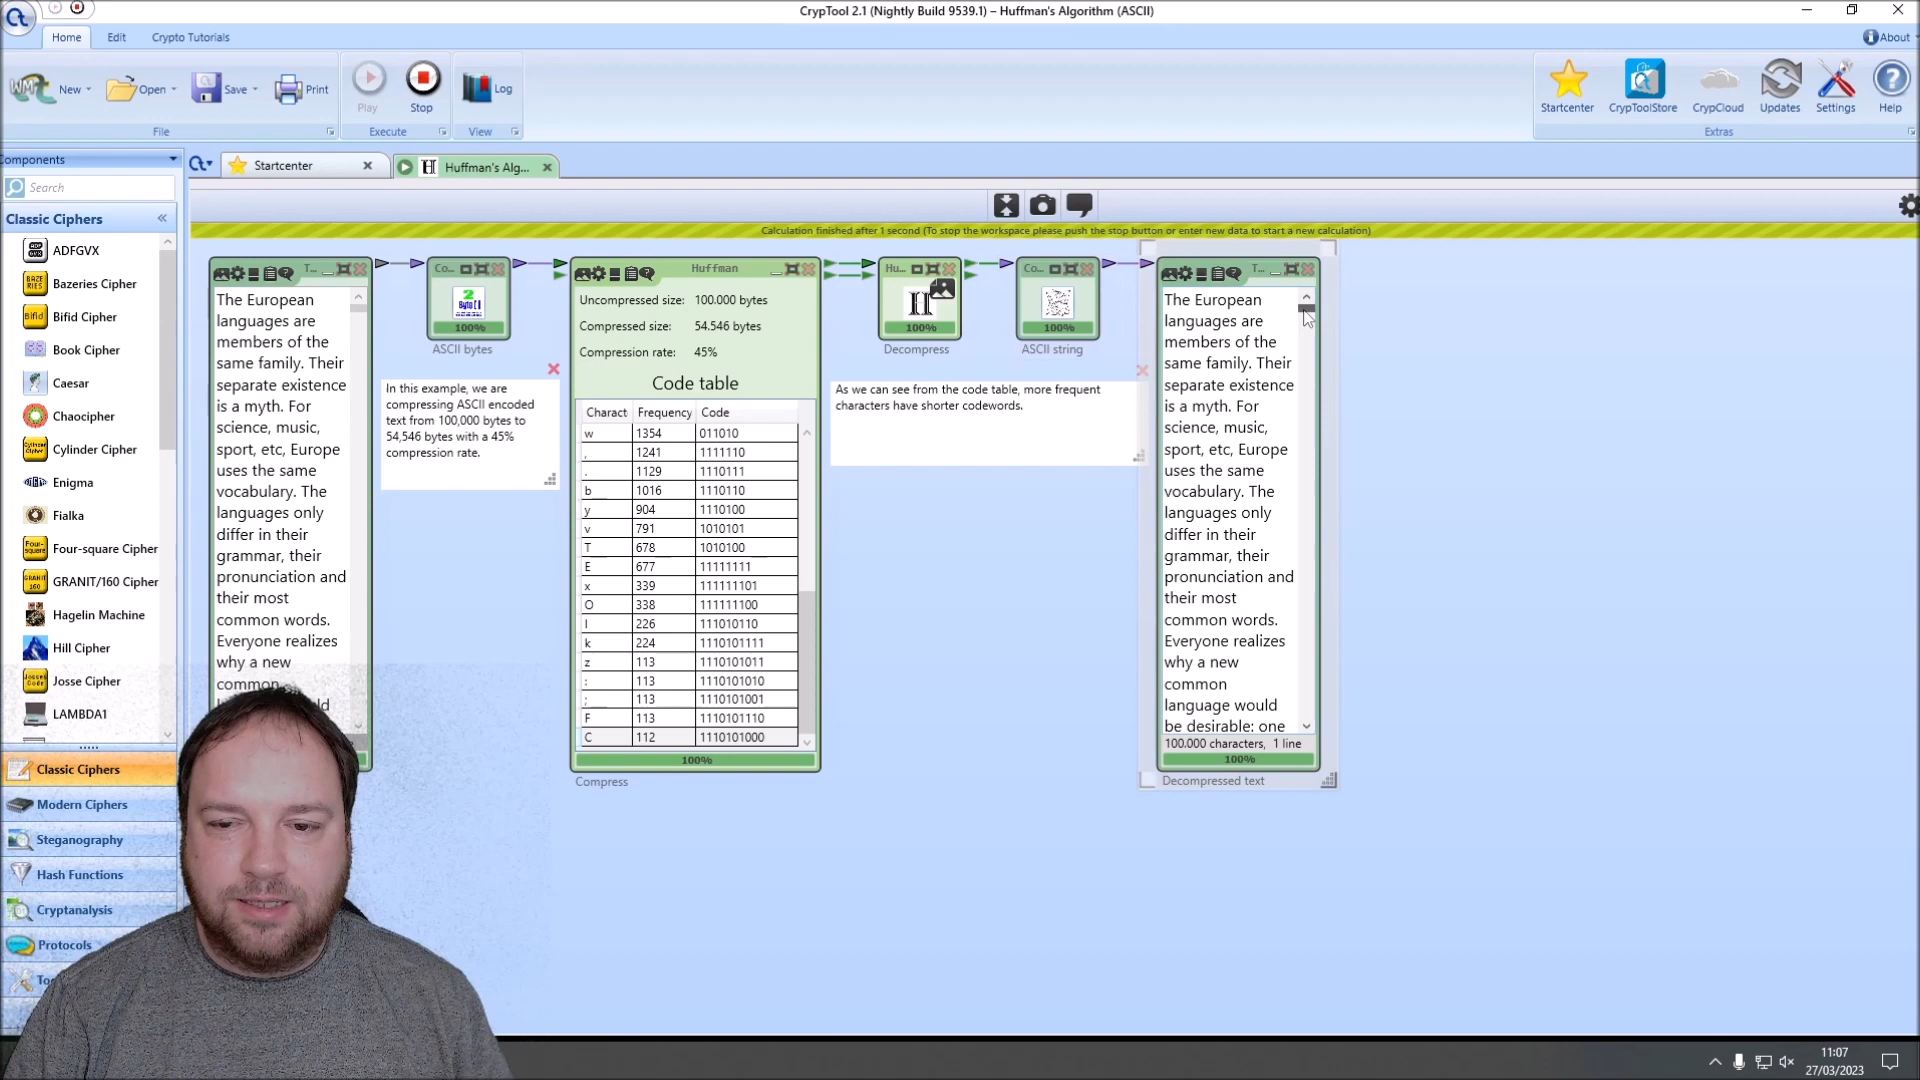 CrypTool 2.1 (Nightly Build 9539.1) – Huffman's Algorithm (ASCII)
Home
Edit
Crypto Tutorials
About
New
Open
Save
Print
Play
Stop
Log
Startcenter
CrypToolStore
CrypCloud
Updates
Settings
Help
File
Execute
View
Extras
Components
Startcenter
Huffman's Alg...
Search
Classic Ciphers
ADFGVX
Bazeries Cipher
Bifid Cipher
Book Cipher
Caesar
Chaocipher
Cylinder Cipher
Enigma
Fialka
Four-square Cipher
GRANIT/160 Cipher
Hagelin Machine
Hill Cipher
Josse Cipher
LAMBDA1
Classic Ciphers
Modern Ciphers
Steganography
Hash Functions
Cryptanalysis
Protocols
Calculation finished after 1 second (To stop the workspace please push the stop button or enter new data to start a new calculation)
T...
The European
languages are
members of the
same family. Their
separate existence
is a myth. For
science, music,
sport, etc, Europe
uses the same
vocabulary. The
languages only
differ in their
grammar, their
pronunciation and
their most
common words.
Everyone realizes
why a new
common
Co...
100%
ASCII bytes
In this example, we are
compressing ASCII encoded
text from 100,000 bytes to
54,546 bytes with a 45%
compression rate.
Huffman
Uncompressed size: 100.000 bytes
Compressed size: 54.546 bytes
Compression rate: 45%
Code table
Charact Frequency Code
w 1354 011010
, 1241 1111110
. 1129 1110111
b 1016 1110110
y 904 1110100
v 791 1010101
T 678 1010100
E 677 11111111
x 339 111111101
O 338 111111100
I 226 111010110
k 224 1110101111
z 113 1110101011
: 113 1110101010
; 113 1110101001
F 113 1110101110
C 112 1110101000
100%
Compress
Hu...
100%
Decompress
Co...
100%
ASCII string
As we can see from the code table, more frequent
characters have shorter codewords.
T...
The European
languages are
members of the
same family. Their
separate existence
is a myth. For
science, music,
sport, etc, Europe
uses the same
vocabulary. The
languages only
differ in their
grammar, their
pronunciation and
their most
common words.
Everyone realizes
why a new
common
language would
be desirable: one
100.000 characters, 1 line
100%
Decompressed text
11:07
27/03/2023